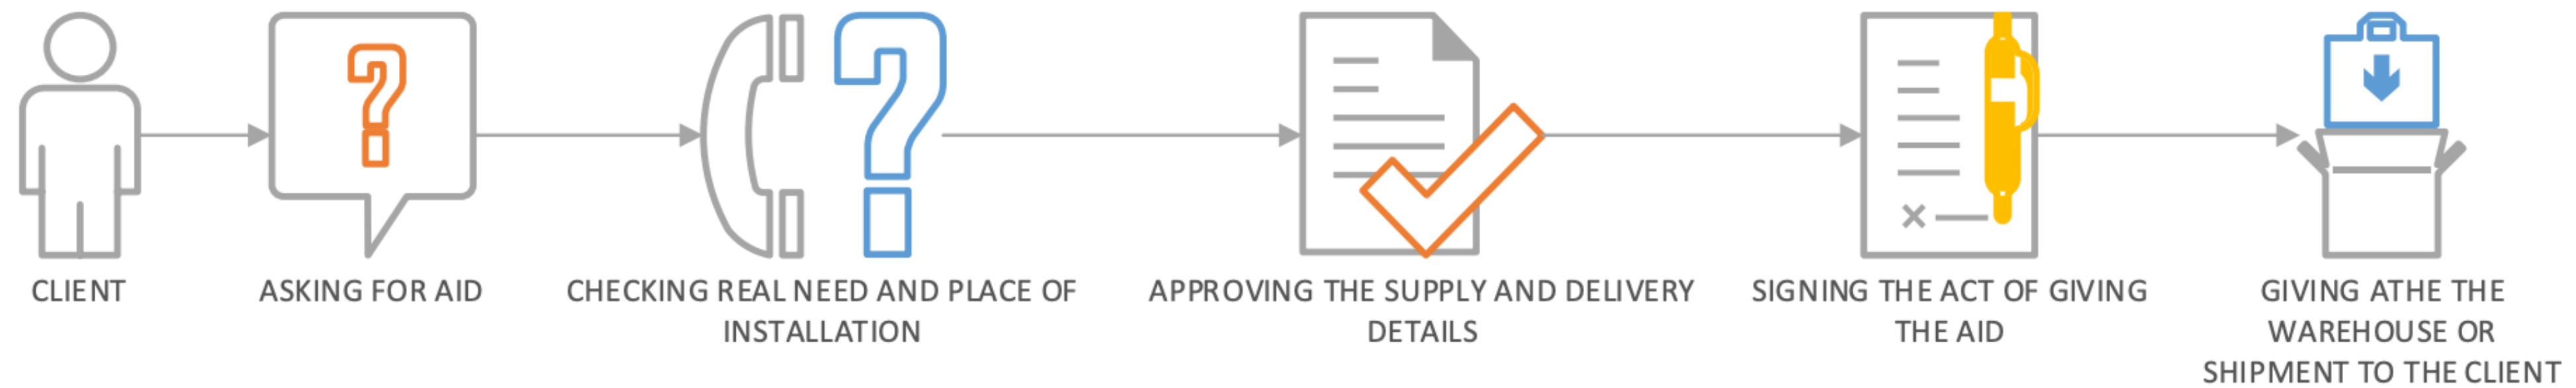 CLIENT
ASKING FOR AID
CHECKING REAL NEED AND PLACE OF
INSTALLATION
APPROVING THE SUPPLY AND DELIVERY
DETAILS
SIGNING THE ACT OF GIVING
THE AID
GIVING ATHE THE
WAREHOUSE OR
SHIPMENT TO THE CLIENT